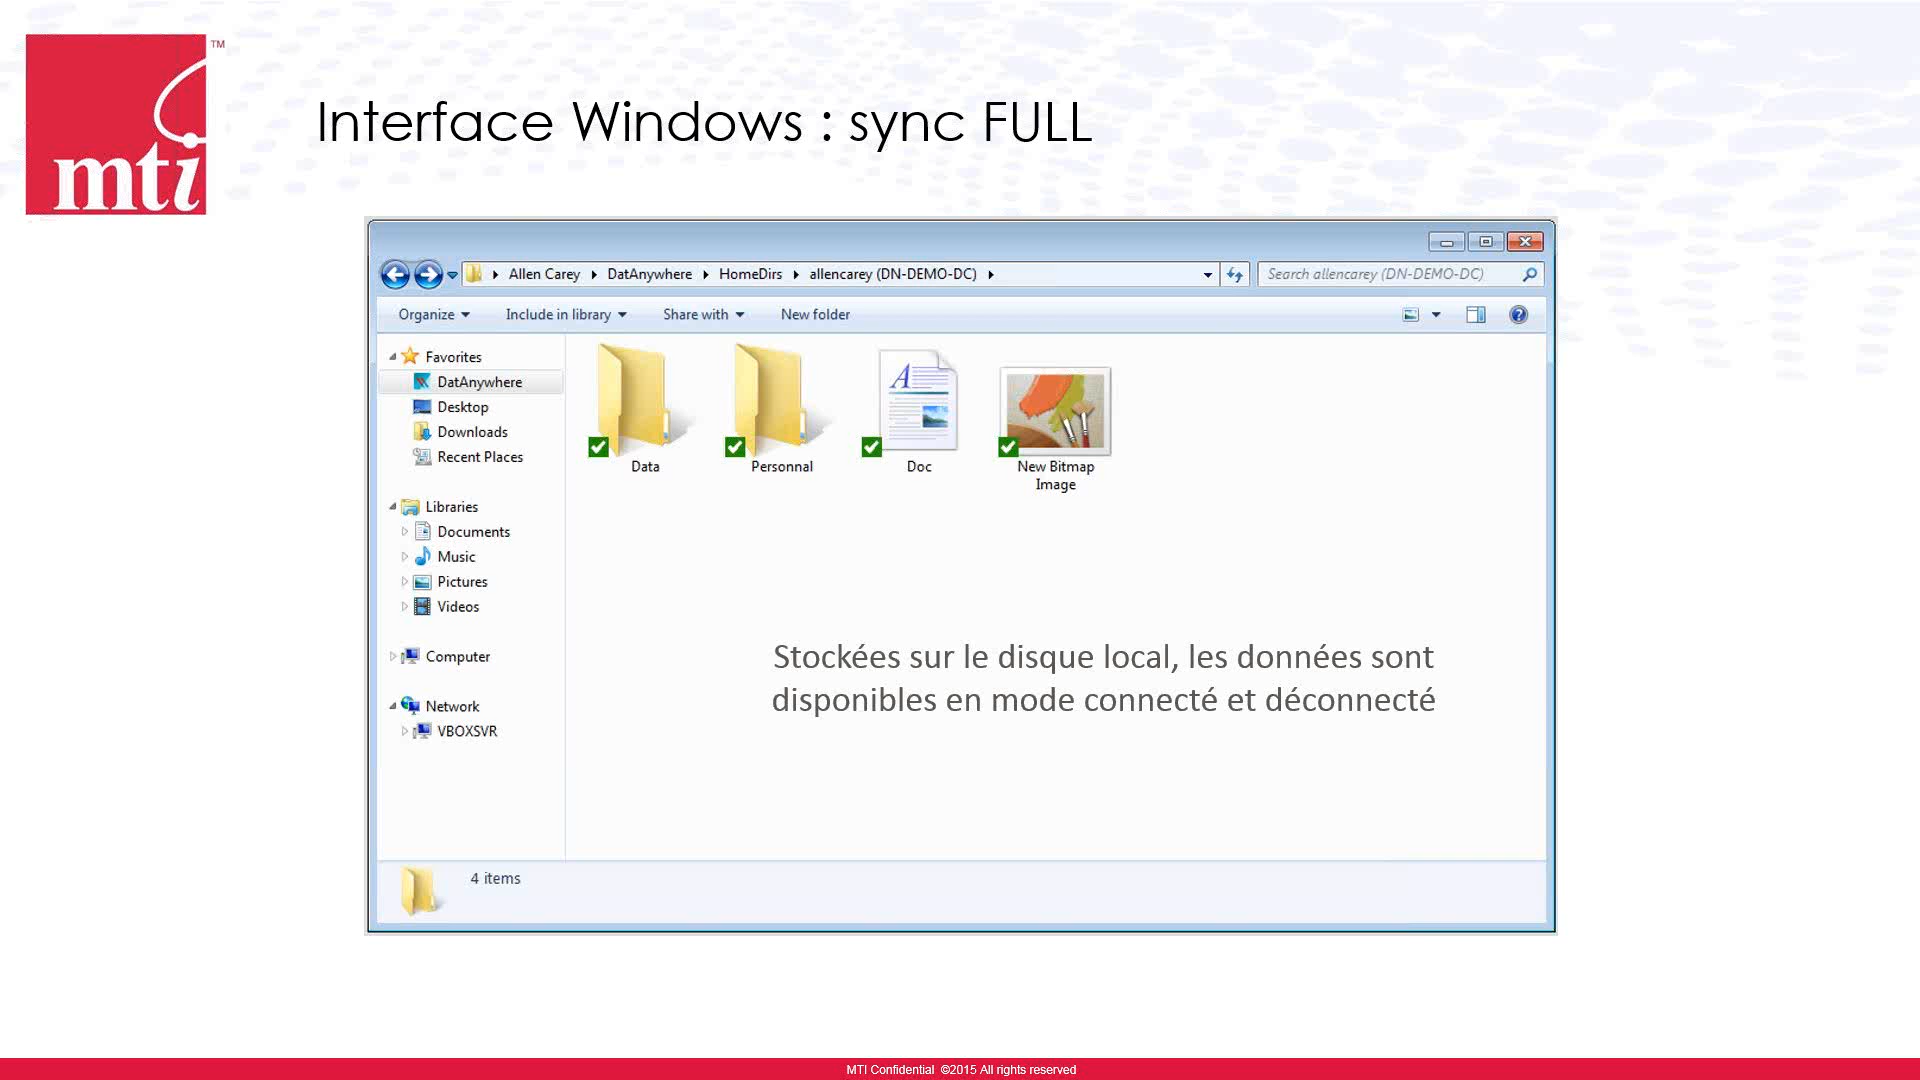 TM
mti
Interface Windows : sync FULL
Allen Carey DatAnywhere HomeDirs allencarey (DN-DEMO-DC)
Search allencarey (DN-DEMO-DC)
Organize Include in library Share with New folder
Favorites
DatAnywhere
Desktop
Downloads
Recent Places
Libraries
Documents
Music
Pictures
Videos
Computer
Network
VBOXSVR
Data
Personnal
Doc
New Bitmap
Image
Stockées sur le disque local, les données sont
disponibles en mode connecté et déconnecté
4 items
MTI Confidential ©2015 All rights reserved